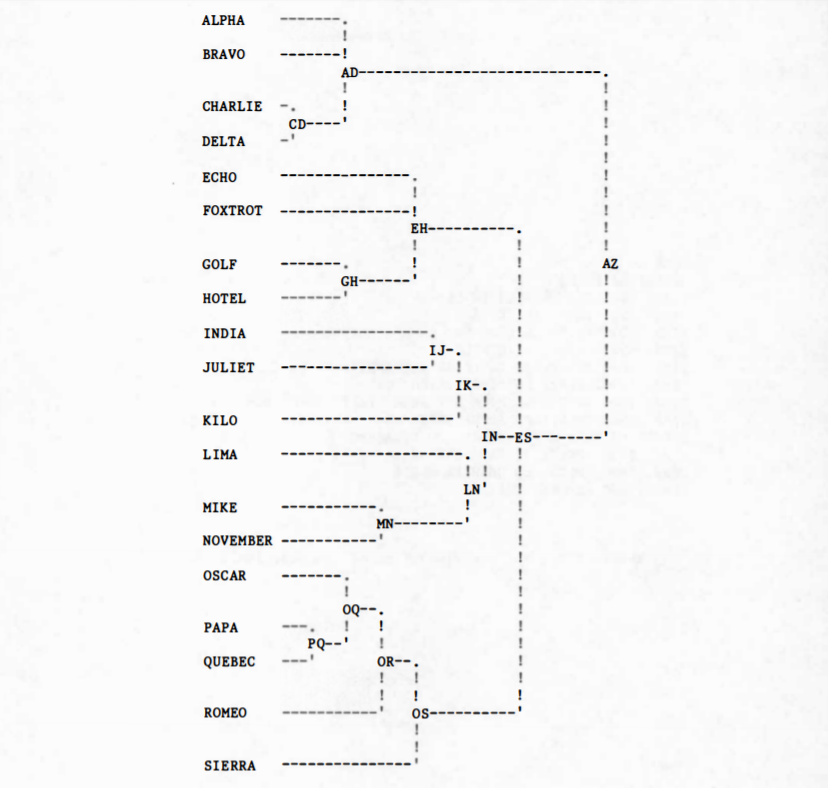 ALPHA
BRAVO
AD
CHARLIE
CD
DELTA
ECHO
FOXTROT
EH
GOLF
AZ
GH
HOTEL
INDIA
IJ
JULIET
IK
KILO
IN ES
LIMA
LN
MIKE
MN
NOVEMBER
OSCAR
OQ
PAPA
PQ
QUEBEC
OR
ROMEO
OS
SIERRA